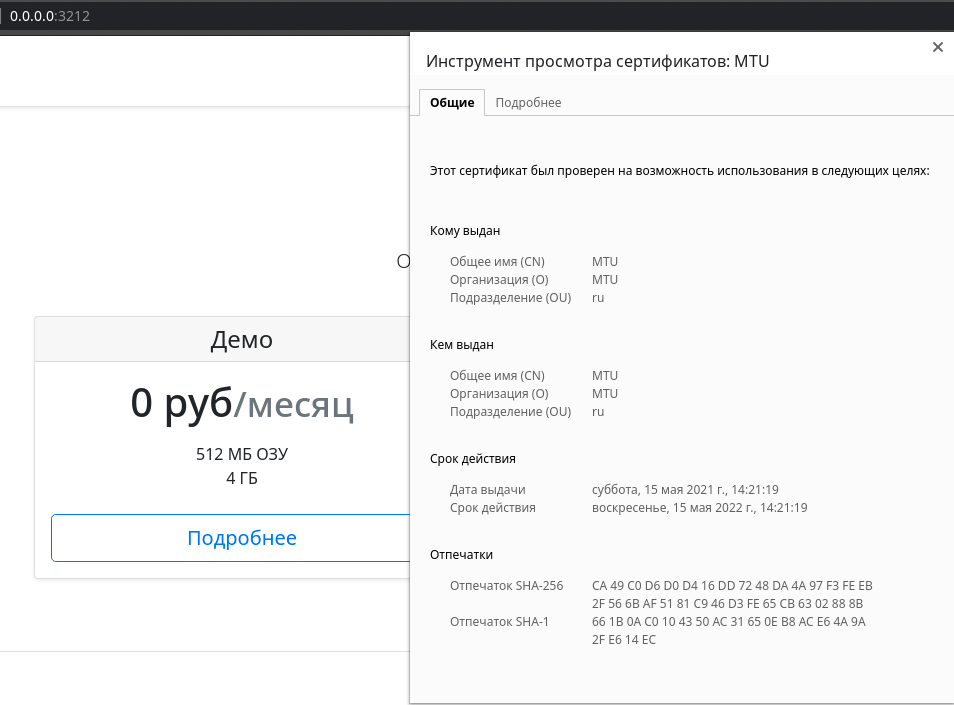 0.0.0.0:3212
Инструмент просмотра сертификатов: MTU
Общие
Подробнее
Этот сертификат был проверен на возможность использования в следующих целях:
Кому выдан
Общее имя (CN) MTU
Организация (O) MTU
Подразделение (OU) ru
Кем выдан
Общее имя (CN) MTU
Организация (O) MTU
Подразделение (OU) ru
Срок действия
Дата выдачи суббота, 15 мая 2021 г., 14:21:19
Срок действия воскресенье, 15 мая 2022 г., 14:21:19
Отпечатки
Отпечаток SHA-256 CA 49 C0 D6 D0 D4 16 DD 72 48 DA 4A 97 F3 FE EB
2F 56 6B AF 51 81 C9 46 D3 FE 65 CB 63 02 88 8B
Отпечаток SHA-1 66 1B 0A C0 10 43 50 AC 31 65 0E B8 AC E6 4A 9A
2F E6 14 EC
О
Демо
0 руб/месяц
512 МБ ОЗУ
4 ГБ
Подробнее